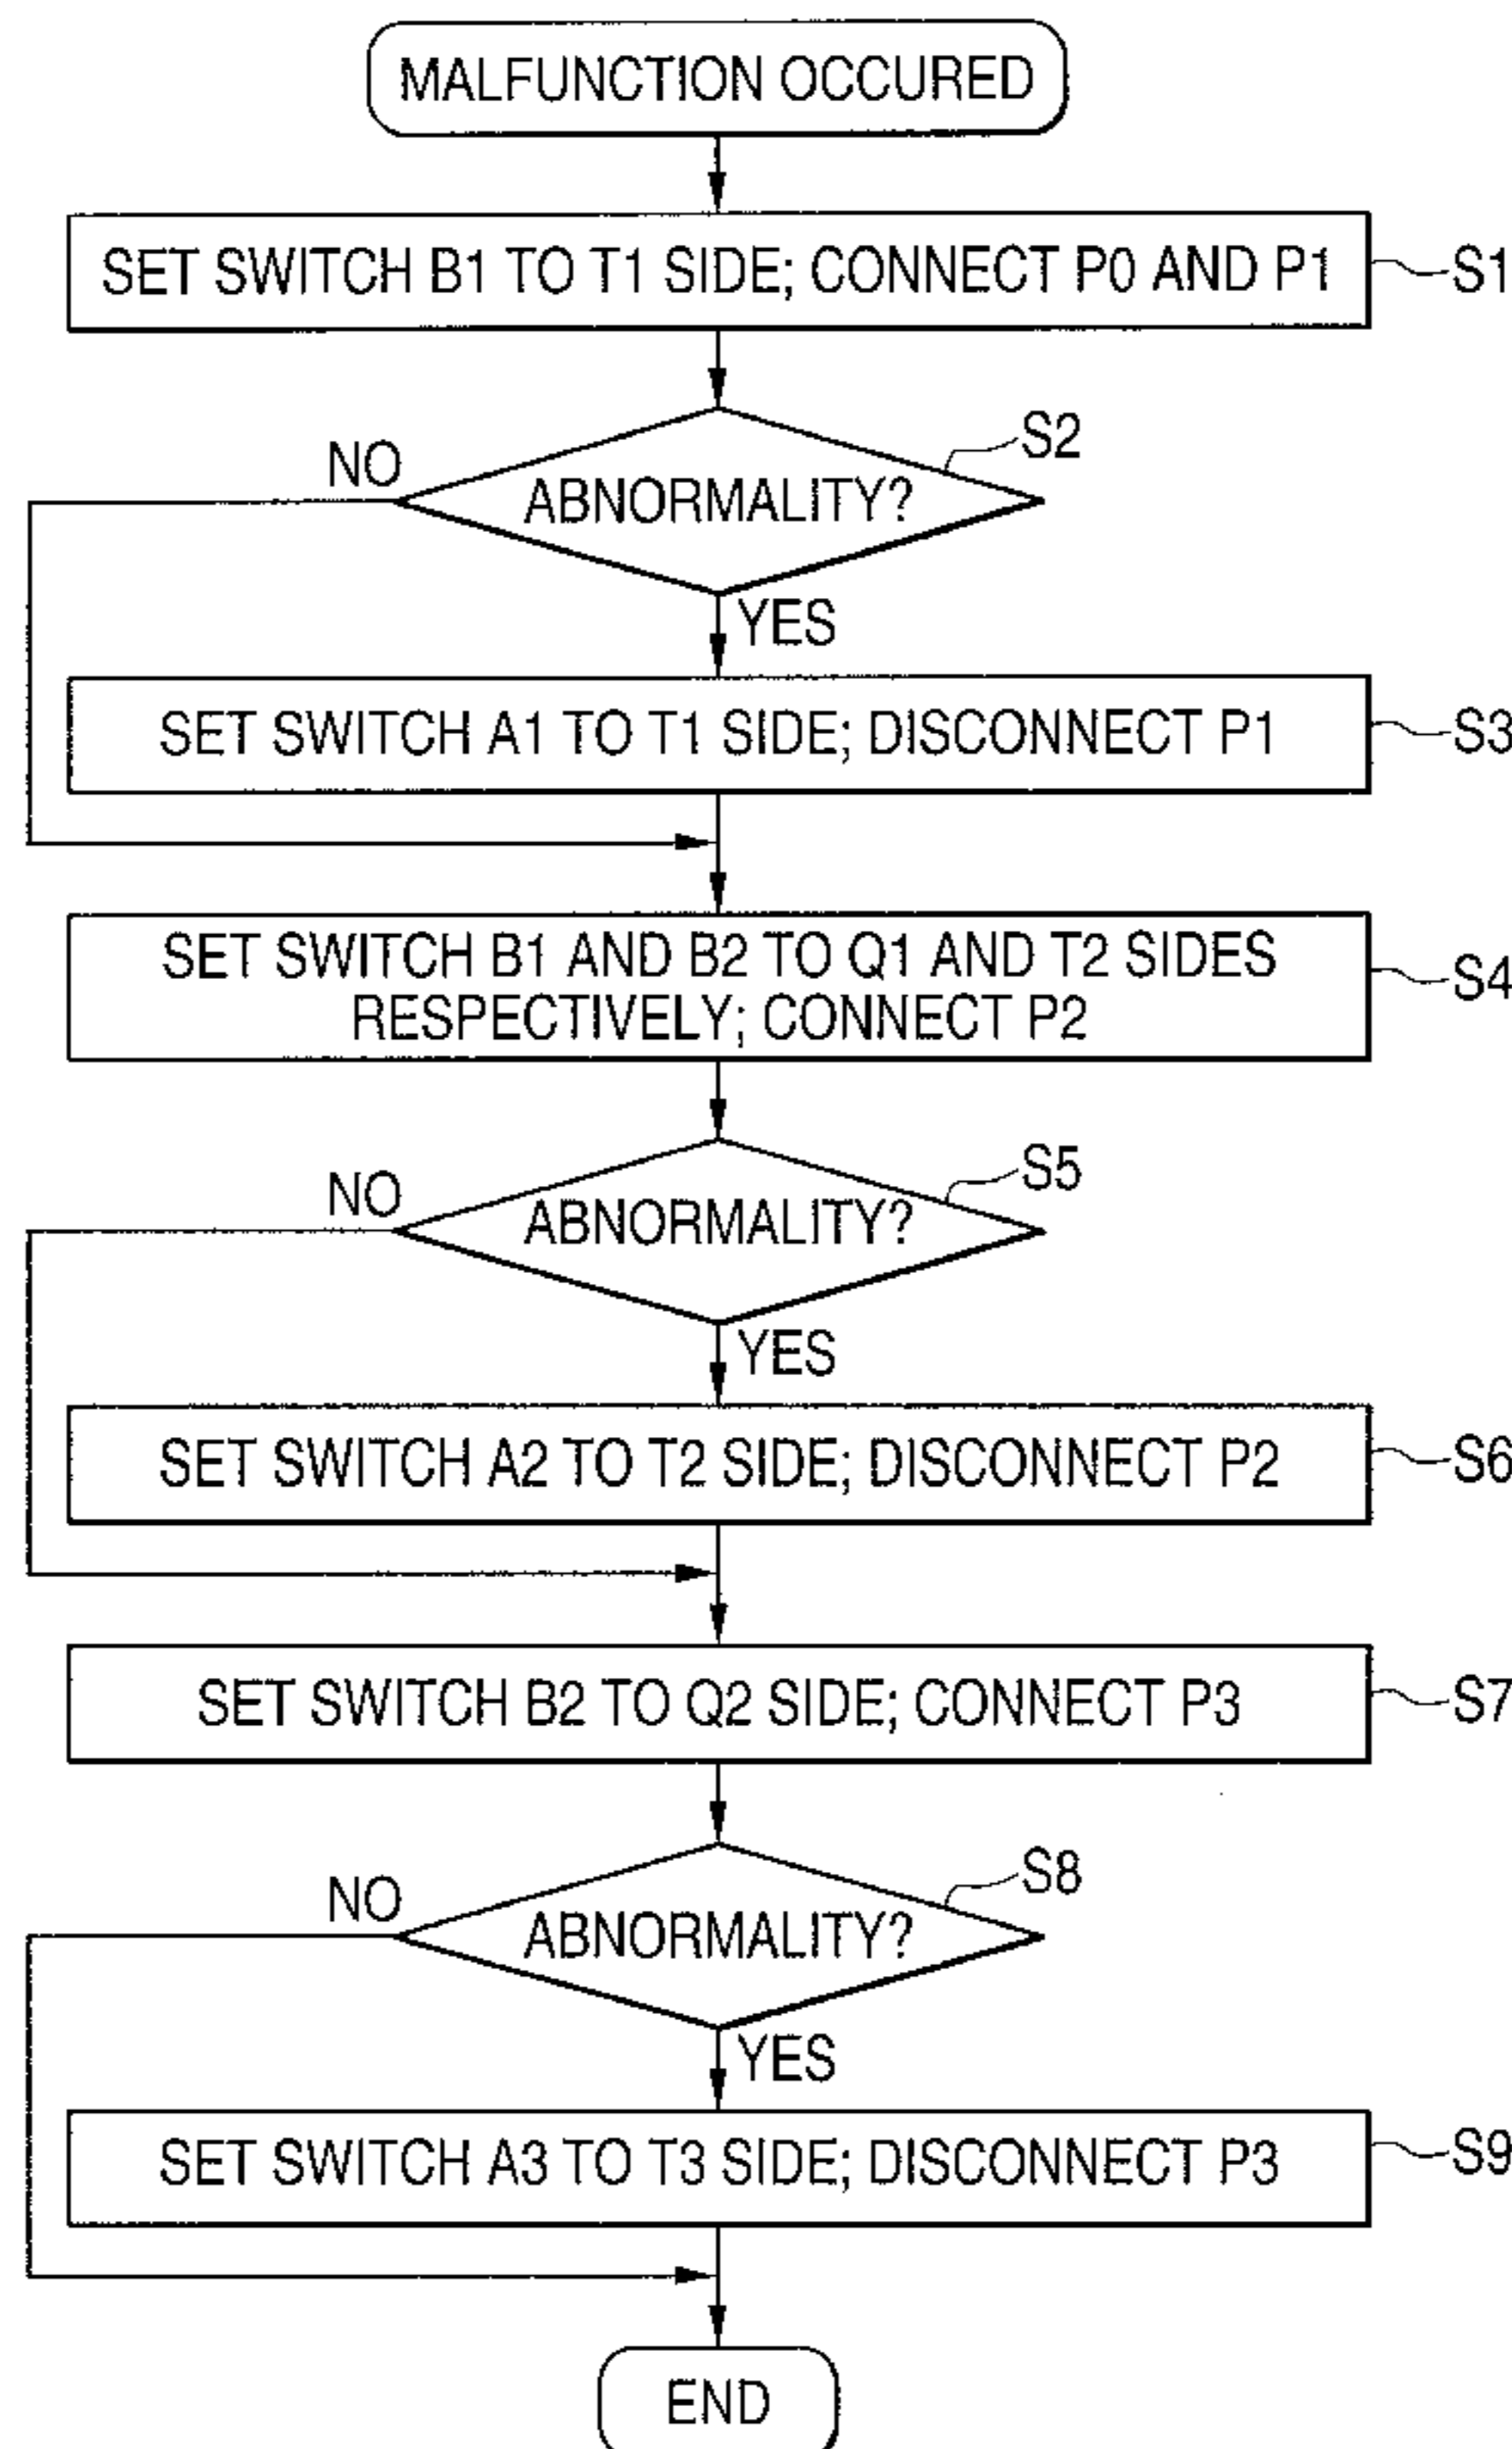 MALFUNCTION OCCURED
SET SWITCH B1 TO T1 SIDE; CONNECT P0 AND P1
S1
S2
NO
ABNORMALITY?
YES
SET SWITCH A1 TO T1 SIDE; DISCONNECT P1
S3
SET SWITCH B1 AND B2 TO Q1 AND T2 SIDES
RESPECTIVELY; CONNECT P2
S4
S5
NO
ABNORMALITY?
YES
SET SWITCH A2 TO T2 SIDE; DISCONNECT P2
S6
SET SWITCH B2 TO Q2 SIDE; CONNECT P3
S7
S8
NO
ABNORMALITY?
YES
SET SWITCH A3 TO T3 SIDE; DISCONNECT P3
S9
END